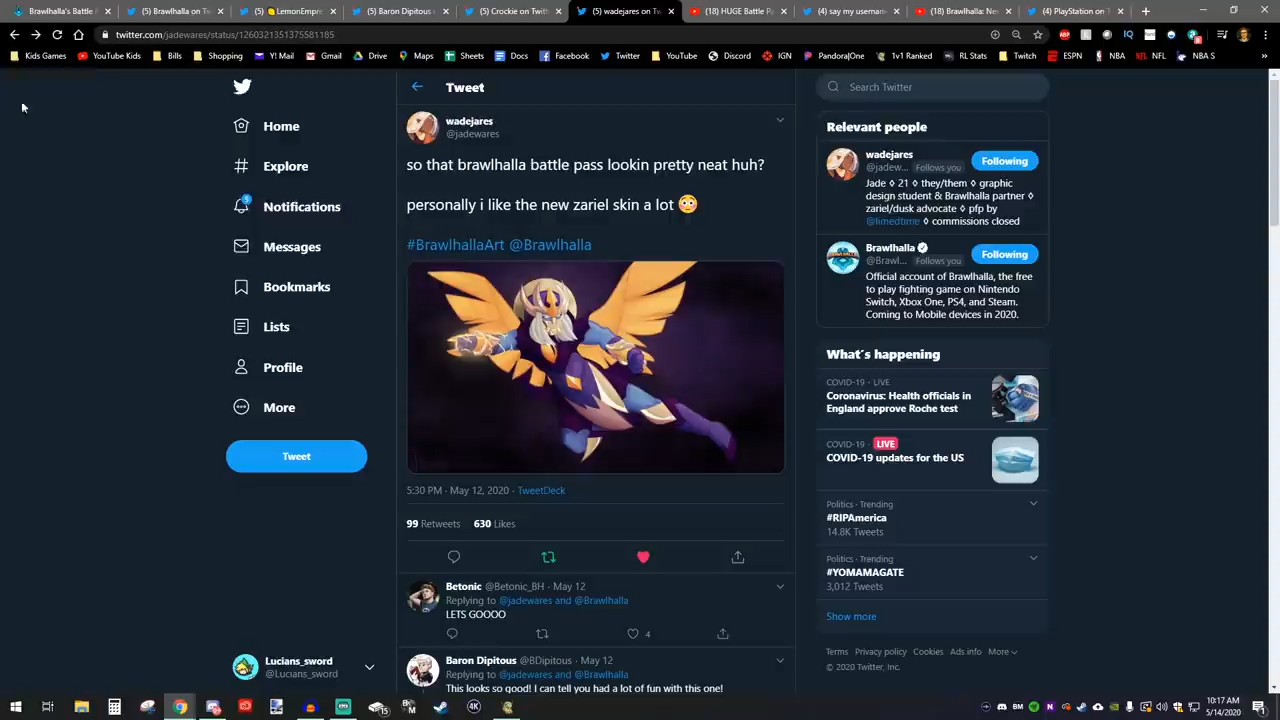 Brawlhalla's Battle P
Brawlhalla on Tw
(5) 🍋LemonEmpre
(5) Baron Dipitous
(5) Crockie on Twitt
(5) wadejares on Tw
(18) HUGE Battle Pa
(4) say my usernam
(18) Brawlhalla: Ne
(4) PlayStation on T
twitter.com/jadewares/status/1260321351375581185
Kids Games
YouTube Kids
Bills
Shopping
Y! Mail
Gmail
Drive
Maps
Sheets
Docs
Facebook
Twitter
YouTube
Discord
IGN
Pandora|One
1v1 Ranked
RL Stats
Twitch
ESPN
NBA
NFL
NBA S
Home
Explore
5
Notifications
Messages
Bookmarks
Lists
Profile
More
Tweet
Lucians_sword
@Lucians_sword
Tweet
wadejares
@jadewares
so that brawlhalla battle pass lookin pretty neat huh?
personally i like the new zariel skin a lot 😳
#BrawlhallaArt @Brawlhalla
5:30 PM · May 12, 2020 · TweetDeck
99 Retweets 630 Likes
Betonic @Betonic_BH · May 12
Replying to @jadewares and @Brawlhalla
LETS GOOOO
4
Baron Dipitous @BDipitous · May 12
Replying to @jadewares and @Brawlhalla
This looks so good! I can tell you had a lot of fun with this one!
Search Twitter
Relevant people
wadejares
@jadew... Follows you
Following
Jade ◊ 21 ◊ they/them ◊ graphic
design student & Brawlhalla partner ◊
zariel/dusk advocate ◊ pfp by
@limedtime ◊ commissions closed
Brawlhalla
@Brawl... Follows you
Following
Official account of Brawlhalla, the free
to play fighting game on Nintendo
Switch, Xbox One, PS4, and Steam.
Coming to Mobile devices in 2020.
What's happening
COVID-19 · LIVE
Coronavirus: Health officials in
England approve Roche test
COVID-19 · LIVE
COVID-19 updates for the US
Politics · Trending
#RIPAmerica
14.8K Tweets
Politics · Trending
#YOMAMAGATE
3,012 Tweets
Show more
Terms Privacy policy Cookies Ads info More
© 2020 Twitter, Inc.
10:17 AM
5/14/2020